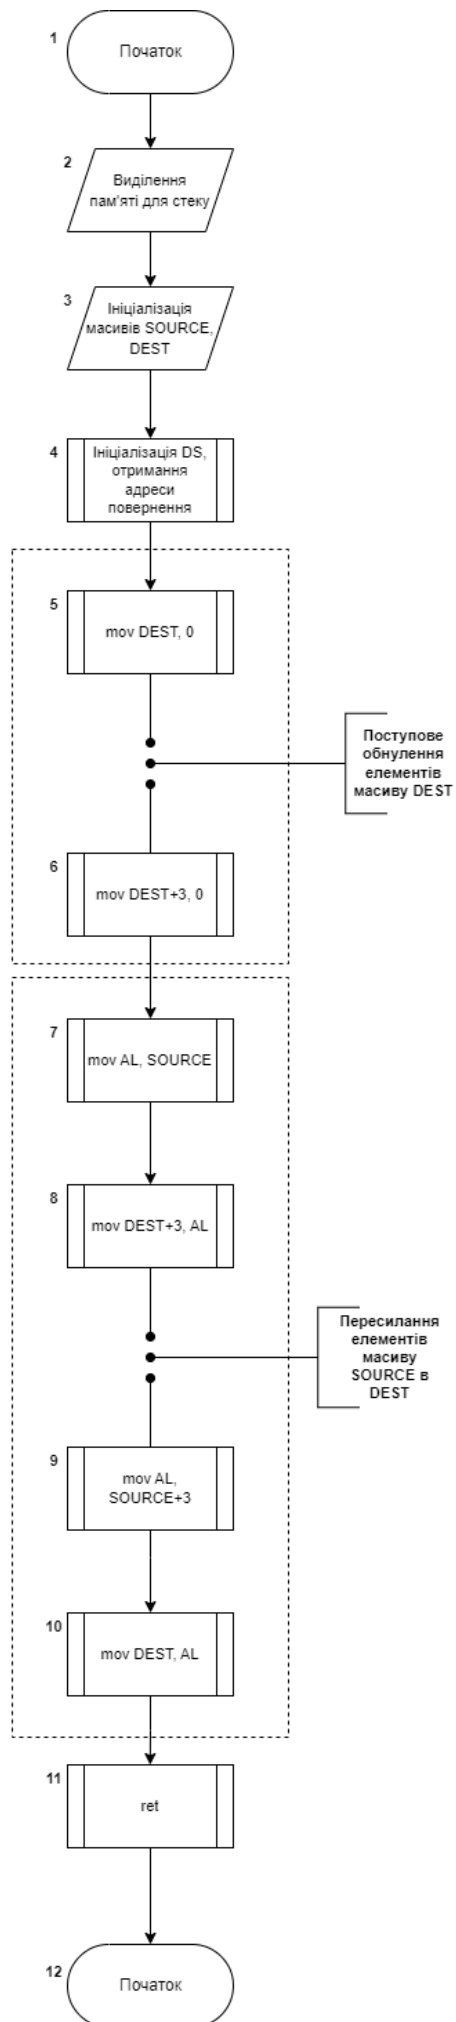 1
Початок
2
Виділення
пам'яті для стеку
3
Ініціалізація
масивів SOURCE,
DEST
4
Ініціалізація DS,
отримання
адреси
повернення
5
mov DEST, 0
Поступове
обнулення
елементів
масиву DEST
6
mov DEST+3, 0
7
mov AL, SOURCE
8
mov DEST+3, AL
Пересилання
елементів
масиву
SOURCE в
DEST
9
mov AL,
SOURCE+3
10
mov DEST, AL
11
ret
12
Початок